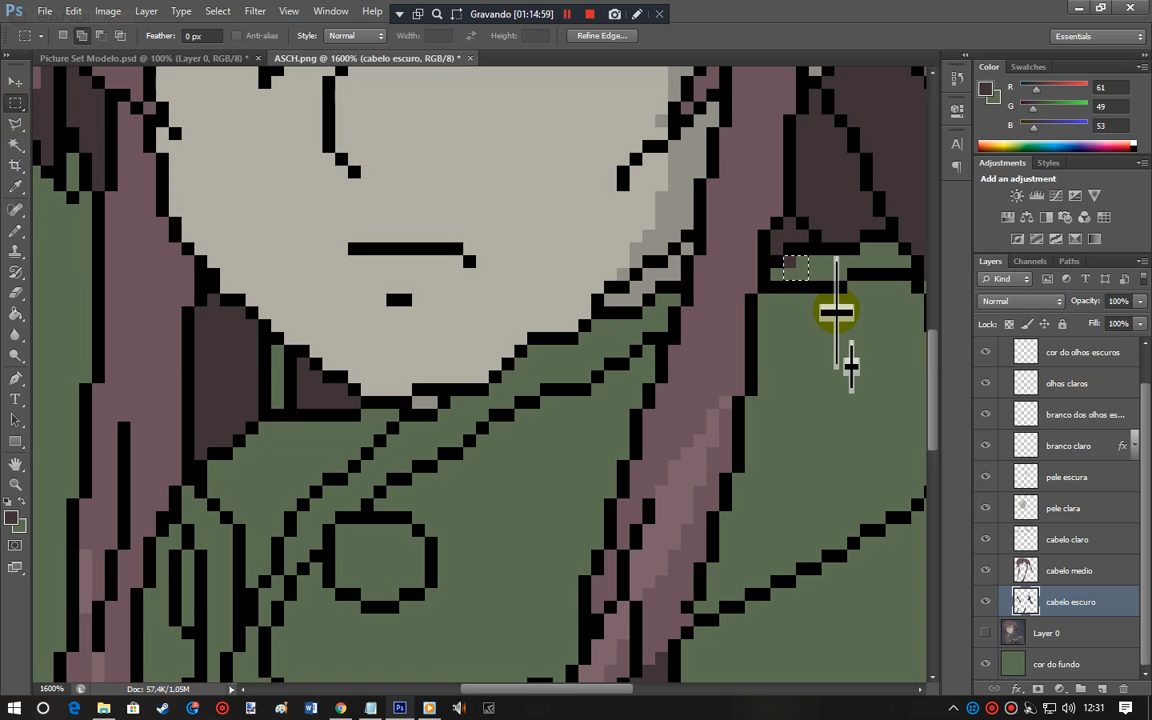 Ps File Edit Image Layer Type Select Filter 3D View Window Help Gravando 01:14:59
Feather: 0 px Anti-alias Style: Normal Width: Height: Refine Edge... Essentials
Picture Set Modelo.psd @ 100% (Layer 0, RGB/8) * × ASCH.png @ 1600% (cabelo escuro, RGB/8) * ×
Color Swatches
R 61
G 49
B 53
Adjustments Styles
Add an adjustment
Layers Channels Paths
Kind
Normal Opacity: 100%
Lock: Fill: 100%
cor do olhos escuros
olhos claros
branco dos olhos es...
branco claro fx
pele escura
pele clara
cabelo claro
cabelo medio
cabelo escuro
Layer 0
cor do fundo
1600% Doc: 57,4K/1,05M
12:31